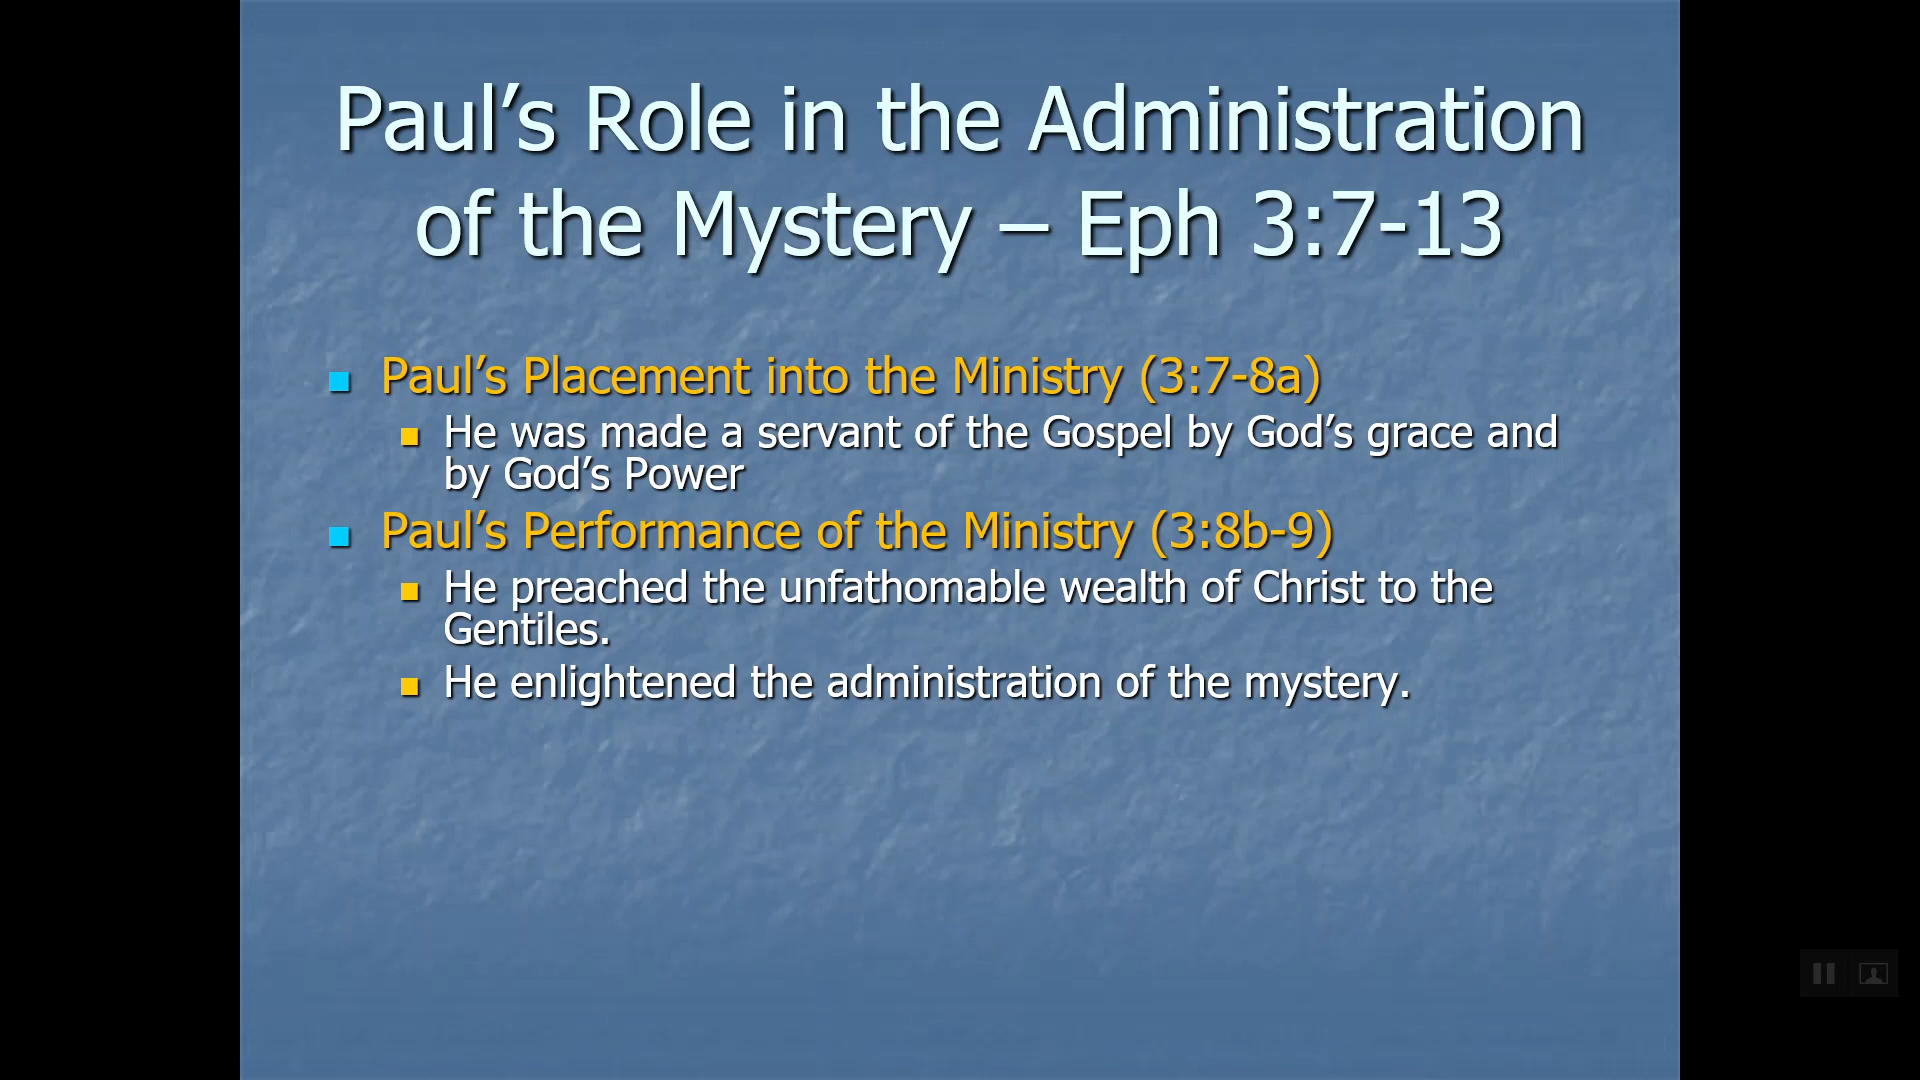 Paul’s Role in the Administration
of the Mystery – Eph 3:7-13
Paul’s Placement into the Ministry (3:7-8a)
He was made a servant of the Gospel by God’s grace and
by God’s Power
Paul’s Performance of the Ministry (3:8b-9)
He preached the unfathomable wealth of Christ to the
Gentiles.
He enlightened the administration of the mystery.